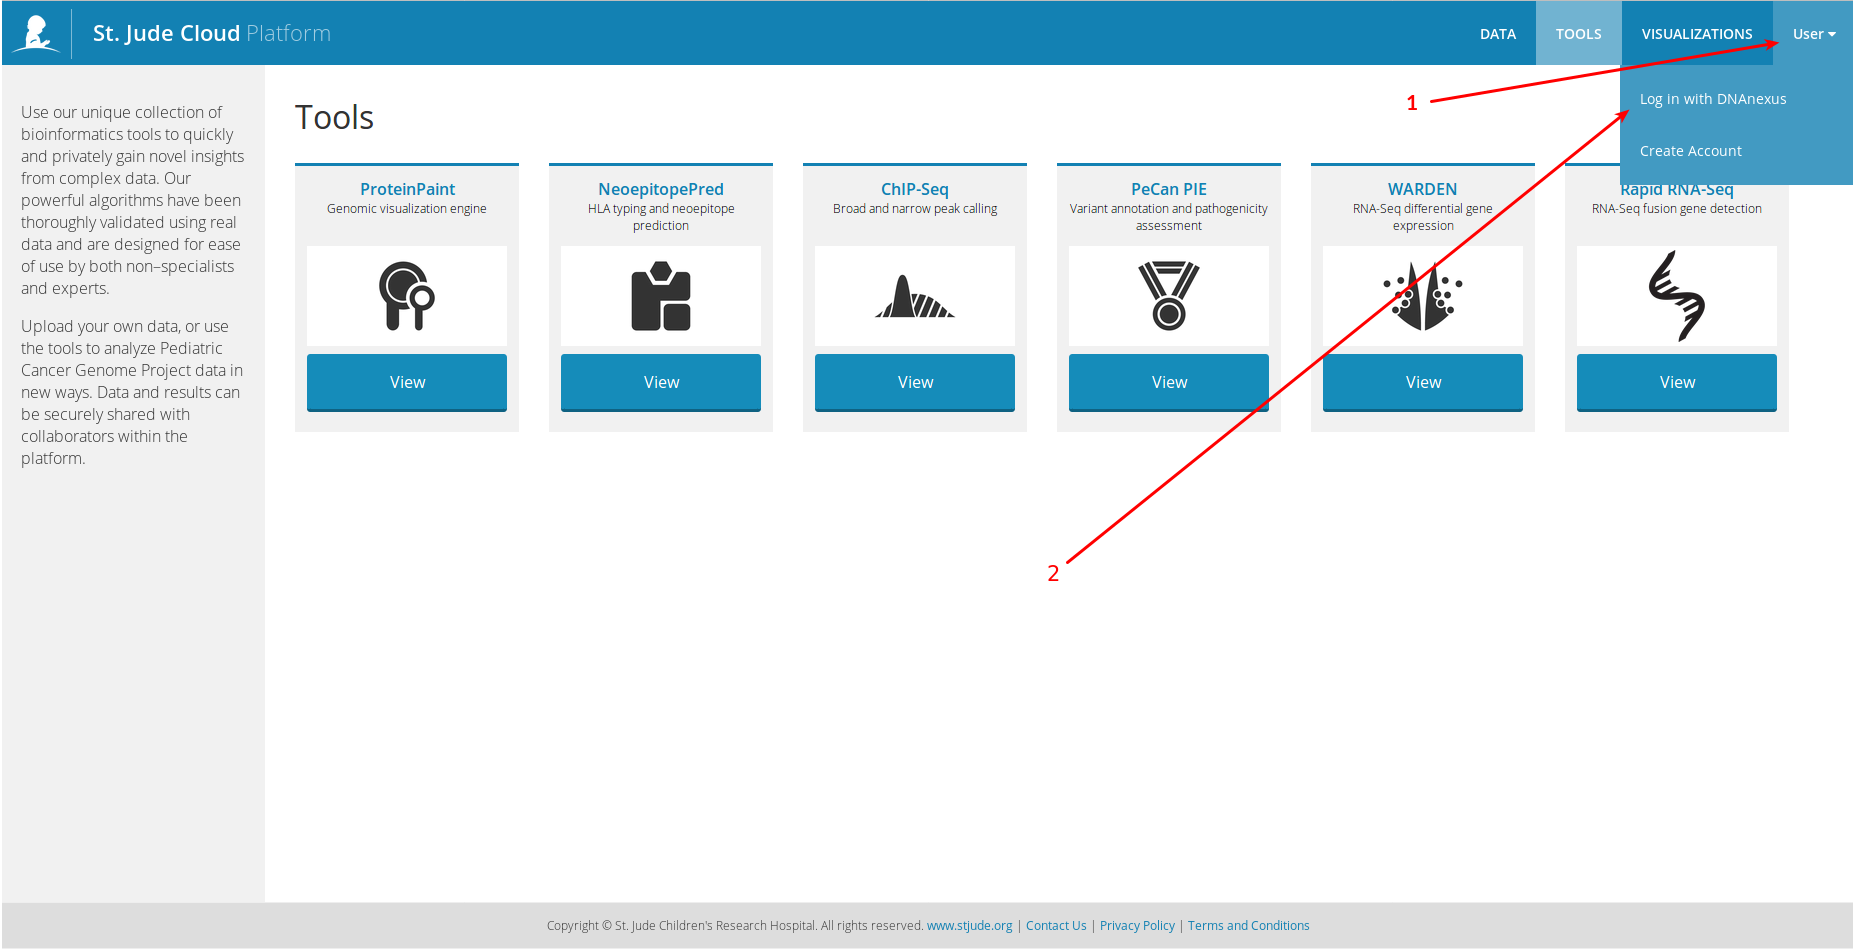 St. Jude Cloud Platform
DATA
TOOLS
VISUALIZATIONS
User
Log in with DNAnexus
Create Account
1
2
Use our unique collection of
bioinformatics tools to quickly
and privately gain novel insights
from complex data. Our
powerful algorithms have been
thoroughly validated using real
data and are designed for ease
of use by both non–specialists
and experts.
Upload your own data, or use
the tools to analyze Pediatric
Cancer Genome Project data in
new ways. Data and results can
be securely shared with
collaborators within the
platform.
Tools
ProteinPaint
Genomic visualization engine
View
NeoepitopePred
HLA typing and neoepitope
prediction
View
ChIP-Seq
Broad and narrow peak calling
View
PeCan PIE
Variant annotation and pathogenicity
assessment
View
WARDEN
RNA-Seq differential gene
expression
View
Rapid RNA-Seq
RNA-Seq fusion gene detection
View
Copyright © St. Jude Children's Research Hospital. All rights reserved. www.stjude.org | Contact Us | Privacy Policy | Terms and Conditions